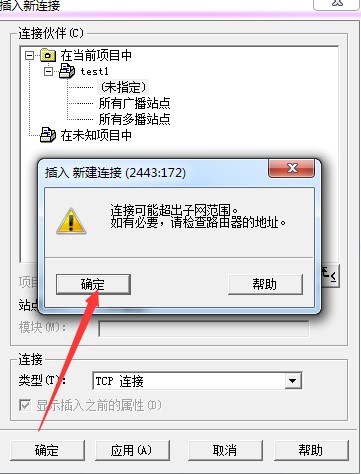 插入新连接
连接伙伴(C)
在当前项目中
test1
(未指定)
所有广播站点
所有多播站点
在未知项目中
插入 新建连接 (2443:172)
连接可能超出子网范围。
如有必要，请检查路由器的地址。
确定
帮助
项目
站点
模块(M):
连接
类型(T):
TCP 连接
显示插入之前的属性(D)
确定
应用(A)
取消
帮助